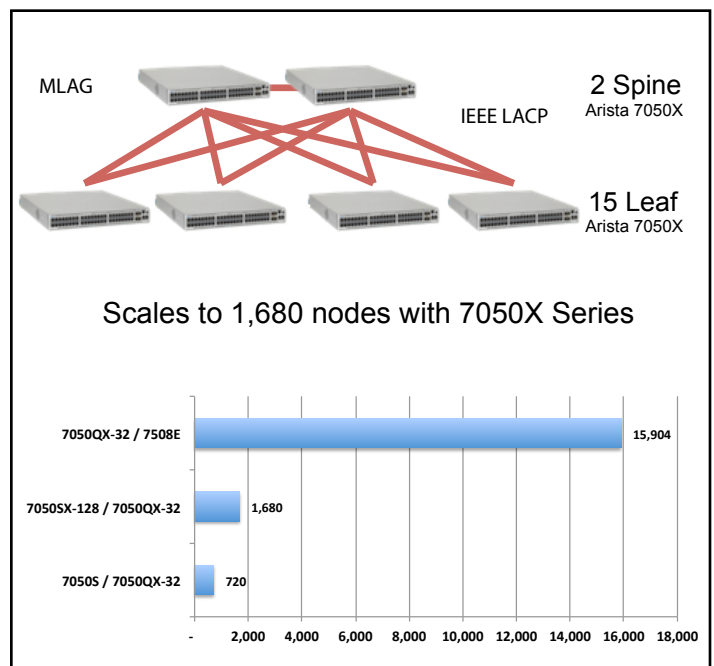 MLAG
2 Spine
Arista 7050X
IEEE LACP
15 Leaf
Arista 7050X
Scales to 1,680 nodes with 7050X Series
7050QX-32 / 7508E
15,904
7050SX-128 / 7050QX-32
1,680
7050S / 7050QX-32
720
- 2,000 4,000 6,000 8,000 10,000 12,000 14,000 16,000 18,000